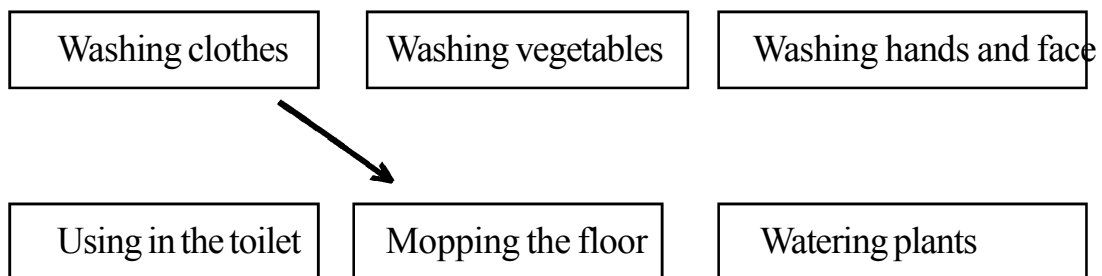 Washing clothes
Washing vegetables
Washing hands and face
Using in the toilet
Mopping the floor
Watering plants